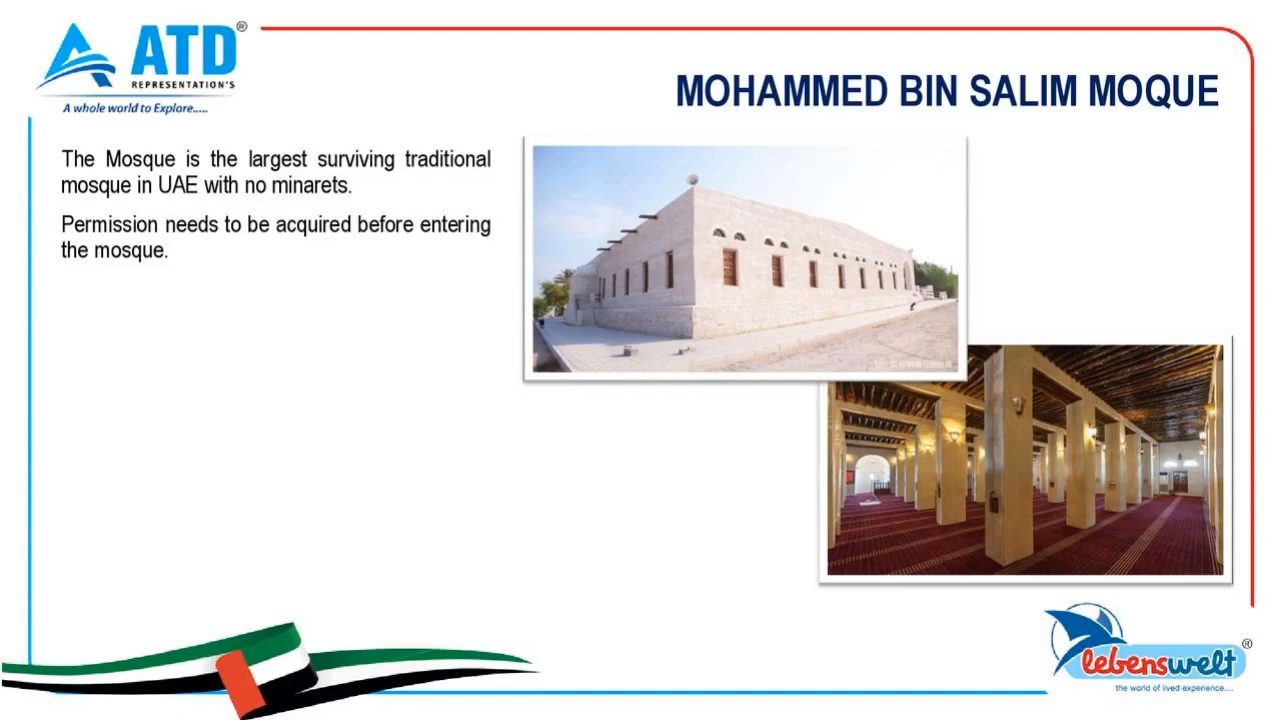 ATD®
REPRESENTATION'S
A whole world to Explore.....
MOHAMMED BIN SALIM MOQUE
The Mosque is the largest surviving traditional
mosque in UAE with no minarets.
Permission needs to be acquired before entering
the mosque.
lebenswelt®
the world of lived experience....